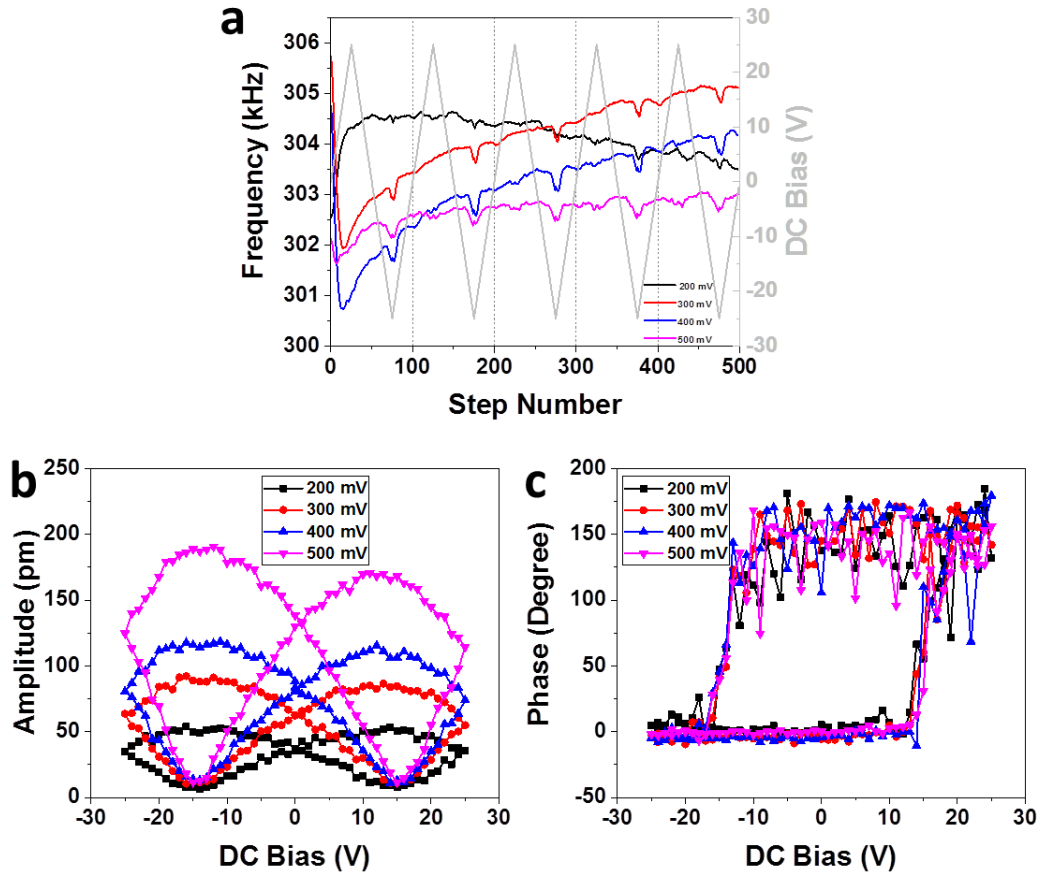 a
306
305
304
303
302
301
300
Frequency (kHz)
30
20
10
0
-10
-20
-30
DC Bias (V)
200 mV
300 mV
400 mV
500 mV
0
100
200
300
400
500
Step Number
b
250
200
150
100
50
0
Amplitude (pm)
200 mV
300 mV
400 mV
500 mV
-30
-20
-10
0
10
20
30
DC Bias (V)
c
200
150
100
50
0
-50
Phase (Degree)
200 mV
300 mV
400 mV
500 mV
-30
-20
-10
0
10
20
30
DC Bias (V)